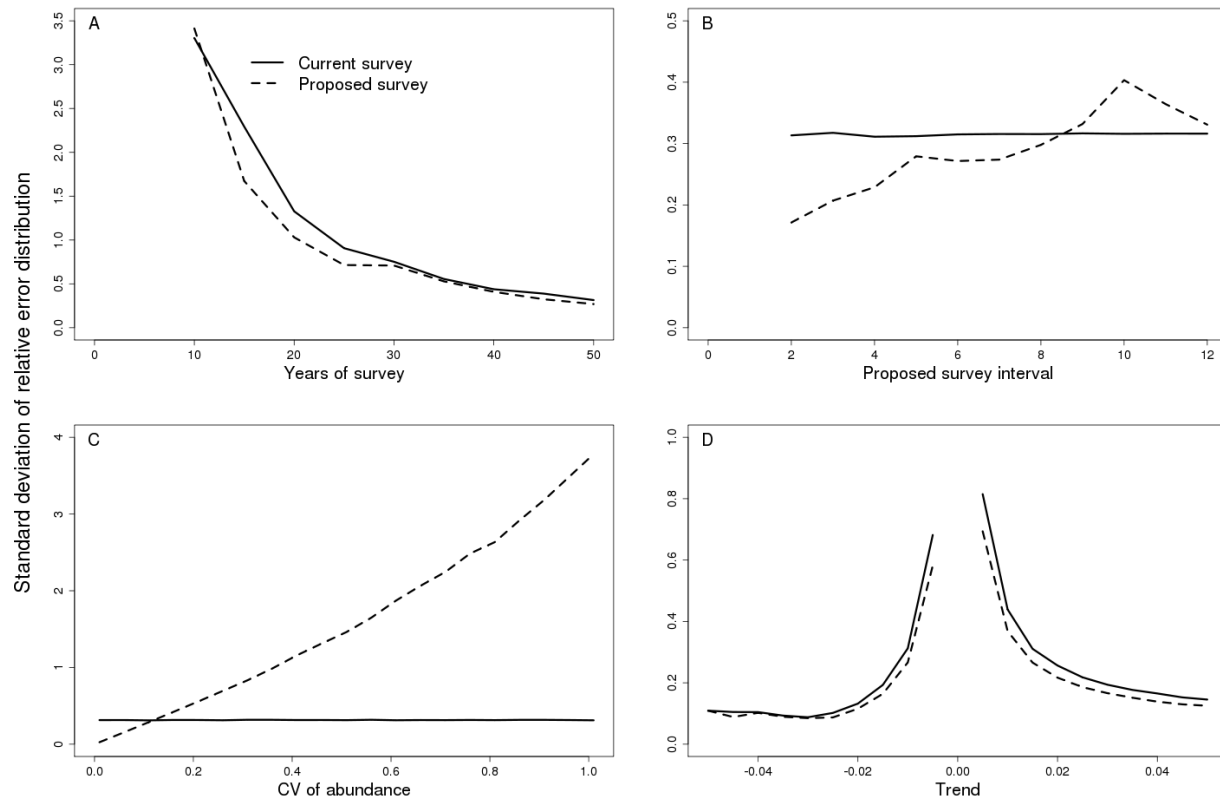 Standard deviation of relative error distribution
A
Current survey
Proposed survey
3.5
3.0
2.5
2.0
1.5
1.0
0.5
0.0
0 10 20 30 40 50
Years of survey
B
0.5
0.4
0.3
0.2
0.1
0.0
0 2 4 6 8 10 12
Proposed survey interval
C
4
3
2
1
0
0.0 0.2 0.4 0.6 0.8 1.0
CV of abundance
D
1.0
0.8
0.6
0.4
0.2
0.0
-0.04 -0.02 0.00 0.02 0.04
Trend